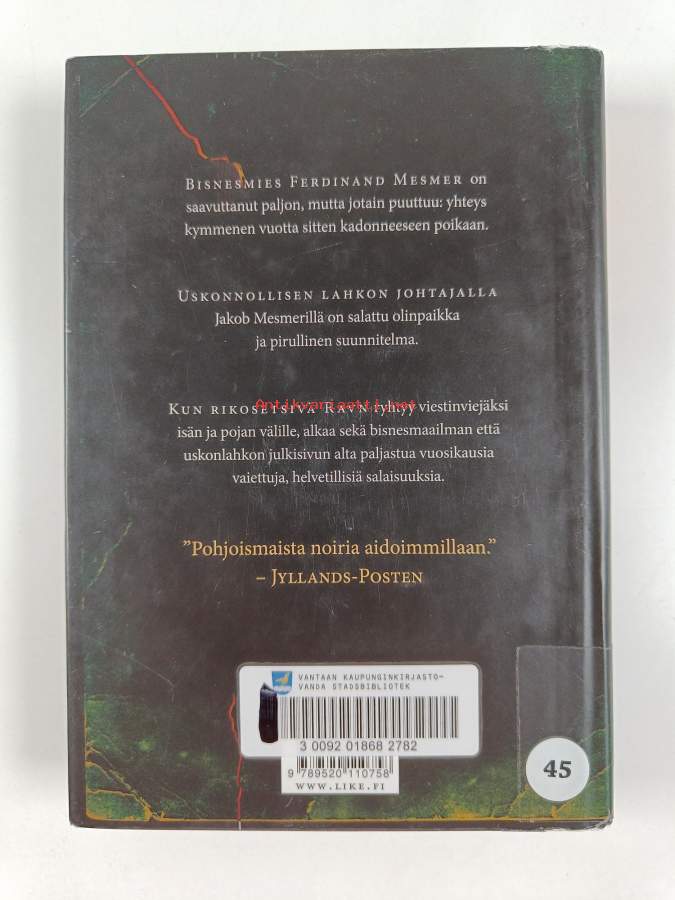 Bisnesmies Ferdinand Mesmer on
saavuttanut paljon, mutta jotain puuttuu: yhteys
kymmenen vuotta sitten kadonneeseen poikaan.
Uskonnollisen lahkon johtajalla
Jakob Mesmerillä on salattu olinpaikka
ja pirullinen suunnitelma.
Antikvariaatti.net
Kun rikosetsivä Ravn ryhtyy viestinviejäksi
isän ja pojan välille, alkaa sekä bisnesmaailman että
uskonlahkon julkisivun alta paljastua vuosikausia
vaiettuja, helvetillisiä salaisuuksia.
”Pohjoismaista noiria aidoimmillaan.”
– Jyllands-Posten
VANTAAN KAUPUNGINKIRJASTO-
VANDA STADSBIBLIOTEK
3 0092 01868 2782
9 789520 110758
WWW.LIKE.FI
45